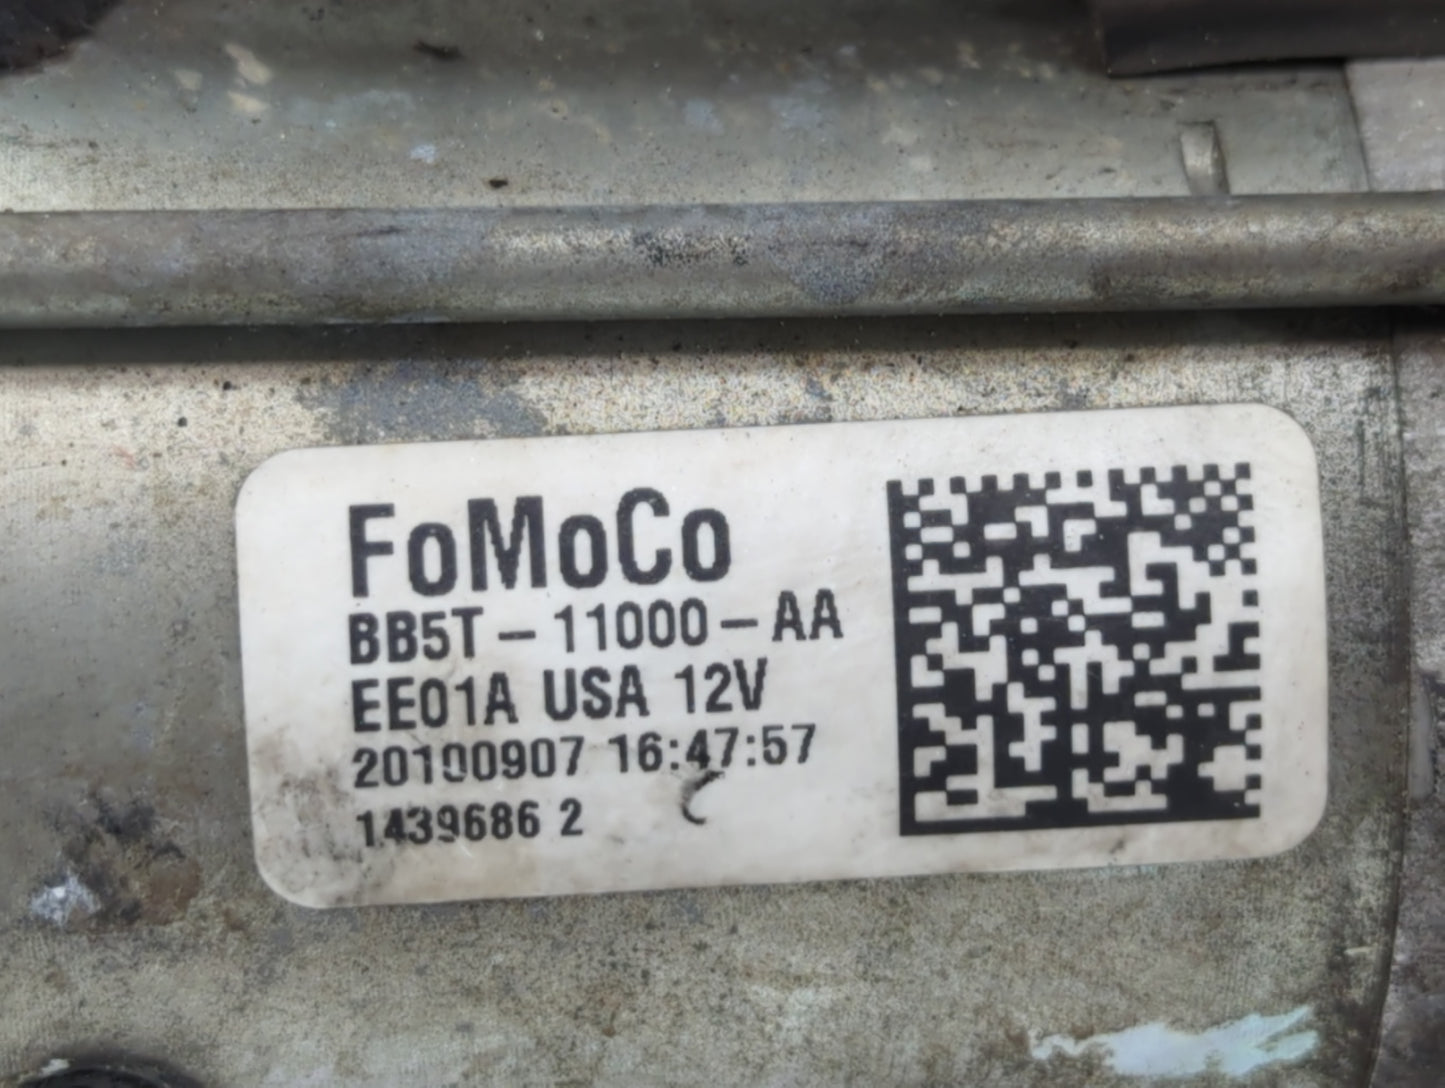 FoMoCo
BB5T-11000-AA
EE01A USA 12V
20100907 16:47:57
1439686 2